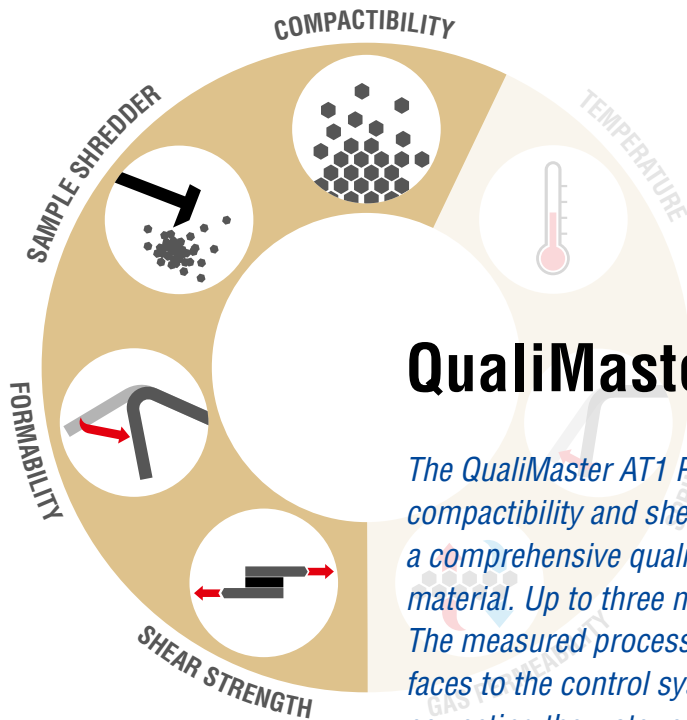 COMPACTIBILITY
SAMPLE SHREDDER
TEMPERATURE
FORMABILITY
SHEAR STRENGTH
GAS PERMEABILITY
QualiMaste
The QualiMaster AT1
compactibility and she
a comprehensive quali
material. Up to three
The measured process
faces to the control sy